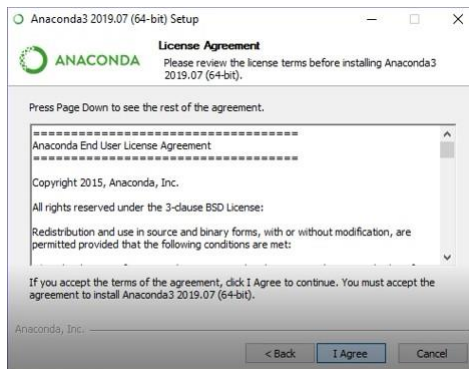 Anaconda3 2019.07 (64-bit) Setup
ANACONDA
License Agreement
Please review the license terms before installing Anaconda3
2019.07 (64-bit).
Press Page Down to see the rest of the agreement.
======================================
Anaconda End User License Agreement
======================================
Copyright 2015, Anaconda, Inc.
All rights reserved under the 3-clause BSD License:
Redistribution and use in source and binary forms, with or without modification, are
permitted provided that the following conditions are met:
If you accept the terms of the agreement, click I Agree to continue. You must accept the
agreement to install Anaconda3 2019.07 (64-bit).
Anaconda, Inc.
< Back
I Agree
Cancel